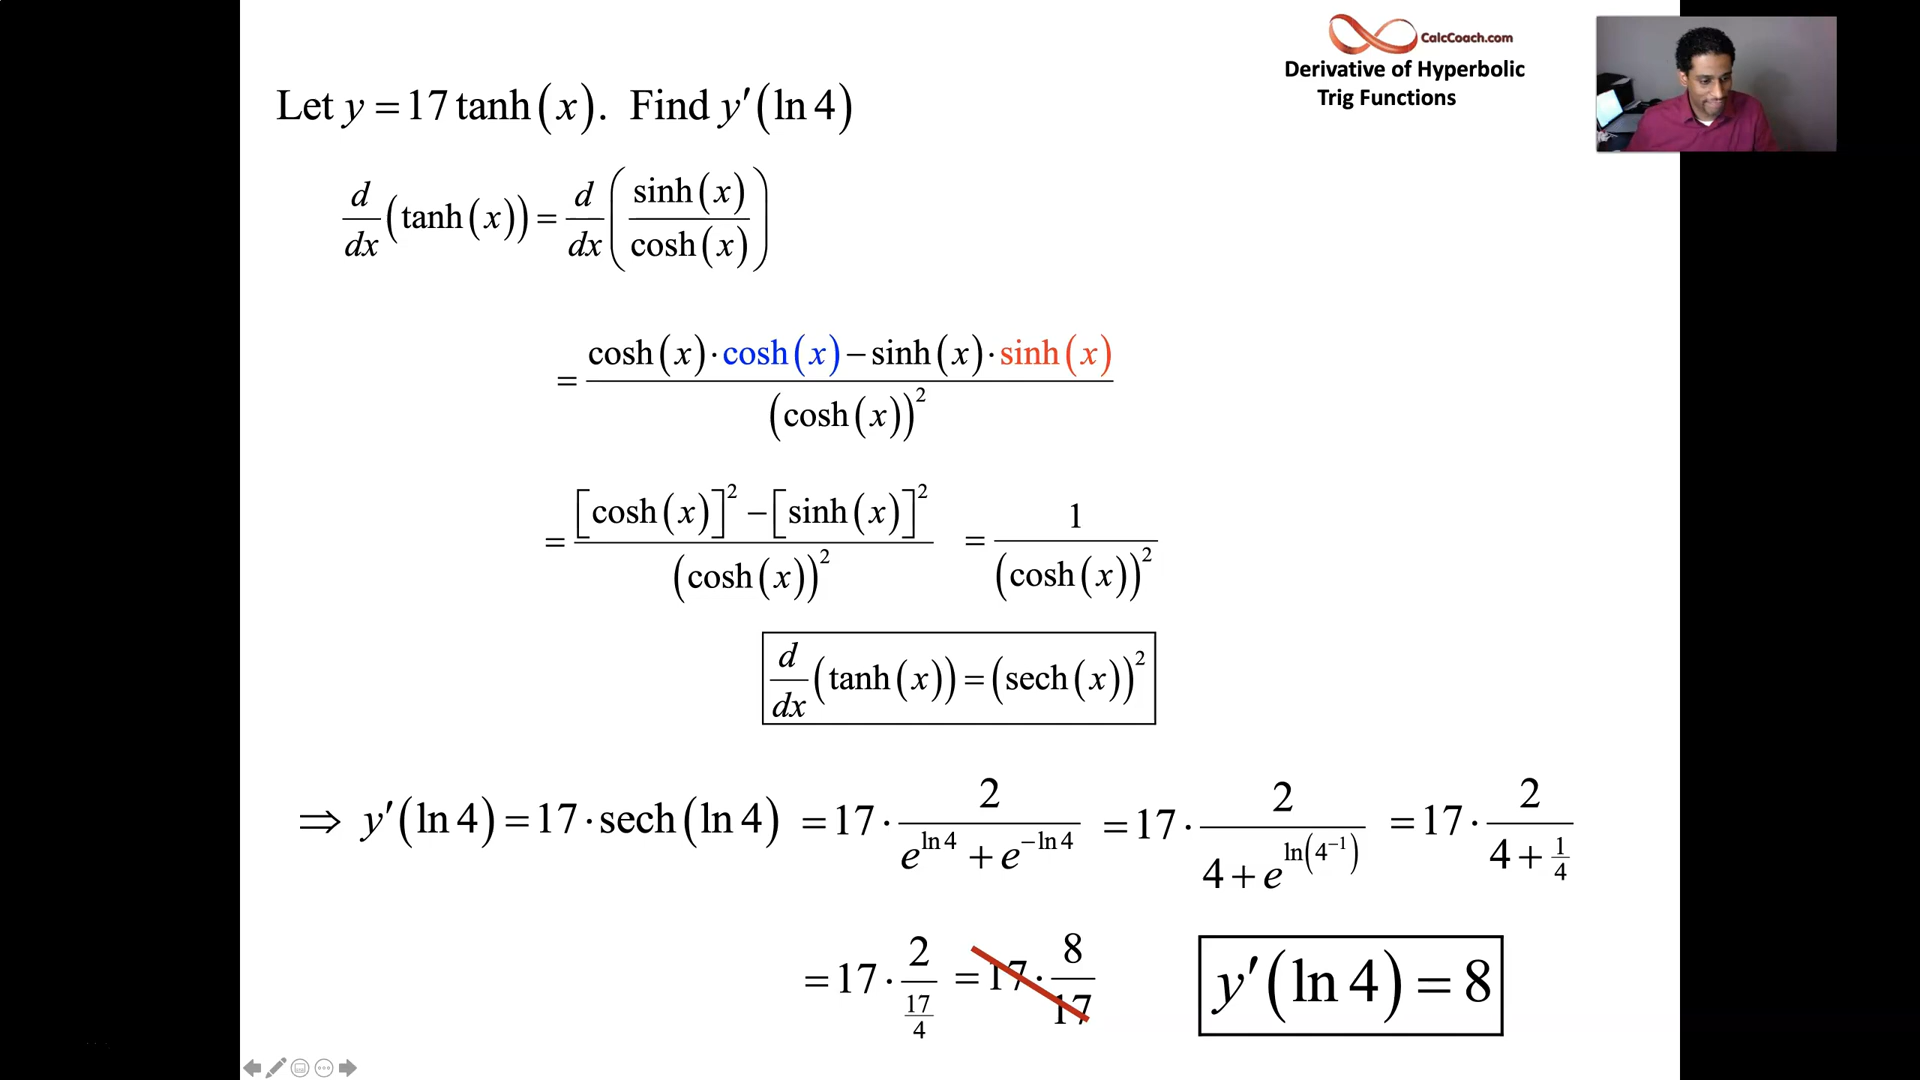 CalcCoach.com
Derivative of Hyperbolic
Trig Functions
Let y = 17 tanh(x). Find y′(ln 4)
d/dx (tanh(x)) = d/dx (sinh(x)/cosh(x))
= (cosh(x)·cosh(x) − sinh(x)·sinh(x))/(cosh(x))²
= ([cosh(x)]² − [sinh(x)]²)/(cosh(x))² = 1/(cosh(x))²
d/dx (tanh(x)) = (sech(x))²
⇒ y′(ln 4) = 17·sech(ln 4) = 17·2/(e^(ln 4) + e^(−ln 4)) = 17·2/(4 + e^(ln(4⁻¹))) = 17·2/(4 + 1/4)
= 17·2/(17/4) = 17·8/17
y′(ln 4) = 8